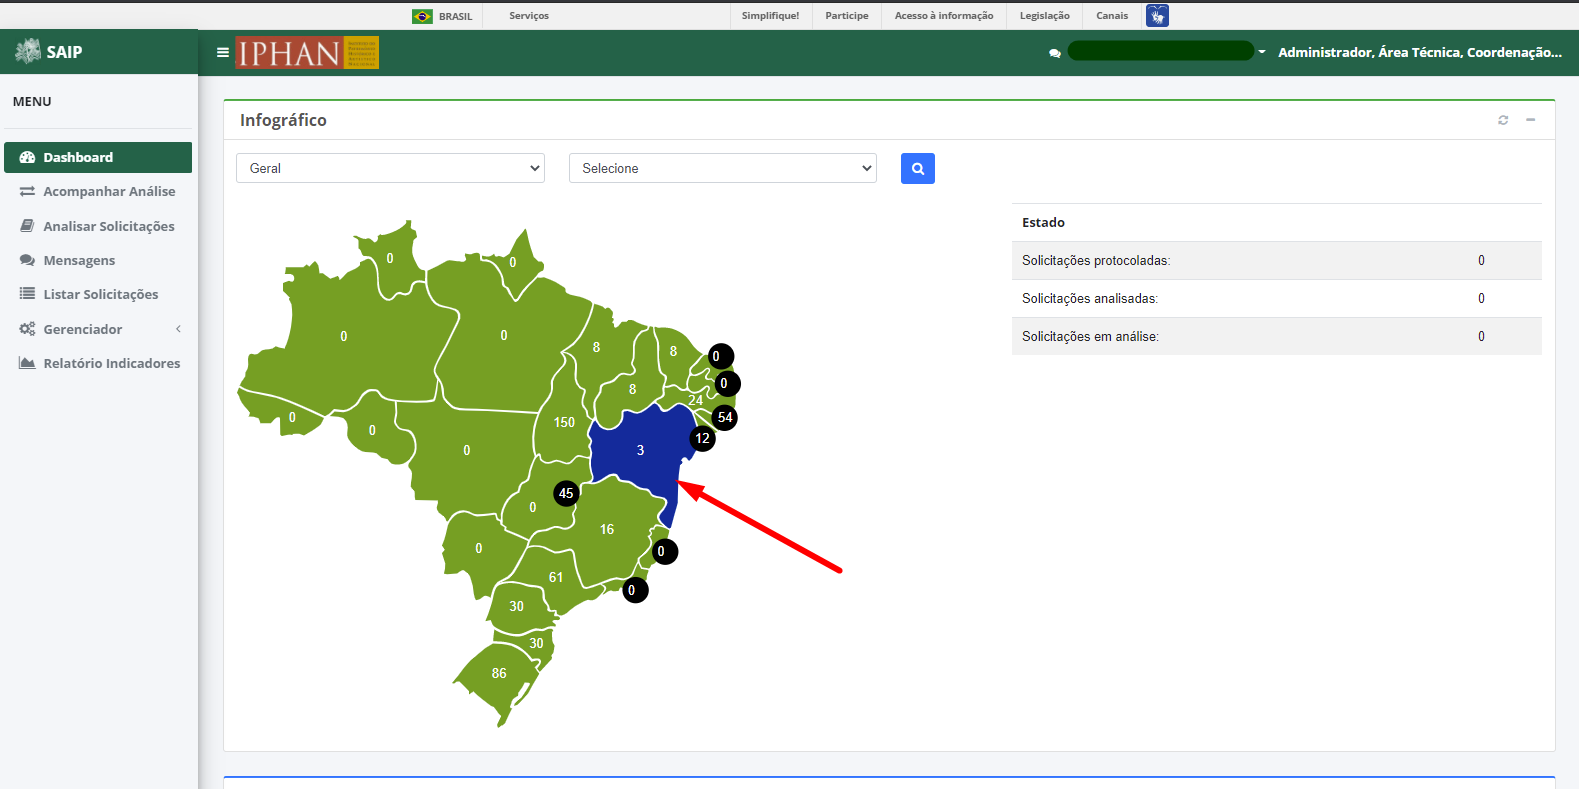 BRASIL Serviços Simplifique! Participe Acesso à informação Legislação Canais
SAIP
IPHAN
Administrador, Área Técnica, Coordenação...
MENU
Dashboard
Acompanhar Análise
Analisar Solicitações
Mensagens
Listar Solicitações
Gerenciador
Relatório Indicadores
Infográfico
Geral
Selecione
0
0
0
0
8
8
0
0
8
24
54
0
0
150
12
0
3
45
0
16
0
0
61
0
30
30
86
Estado
Solicitações protocoladas: 0
Solicitações analisadas: 0
Solicitações em análise: 0